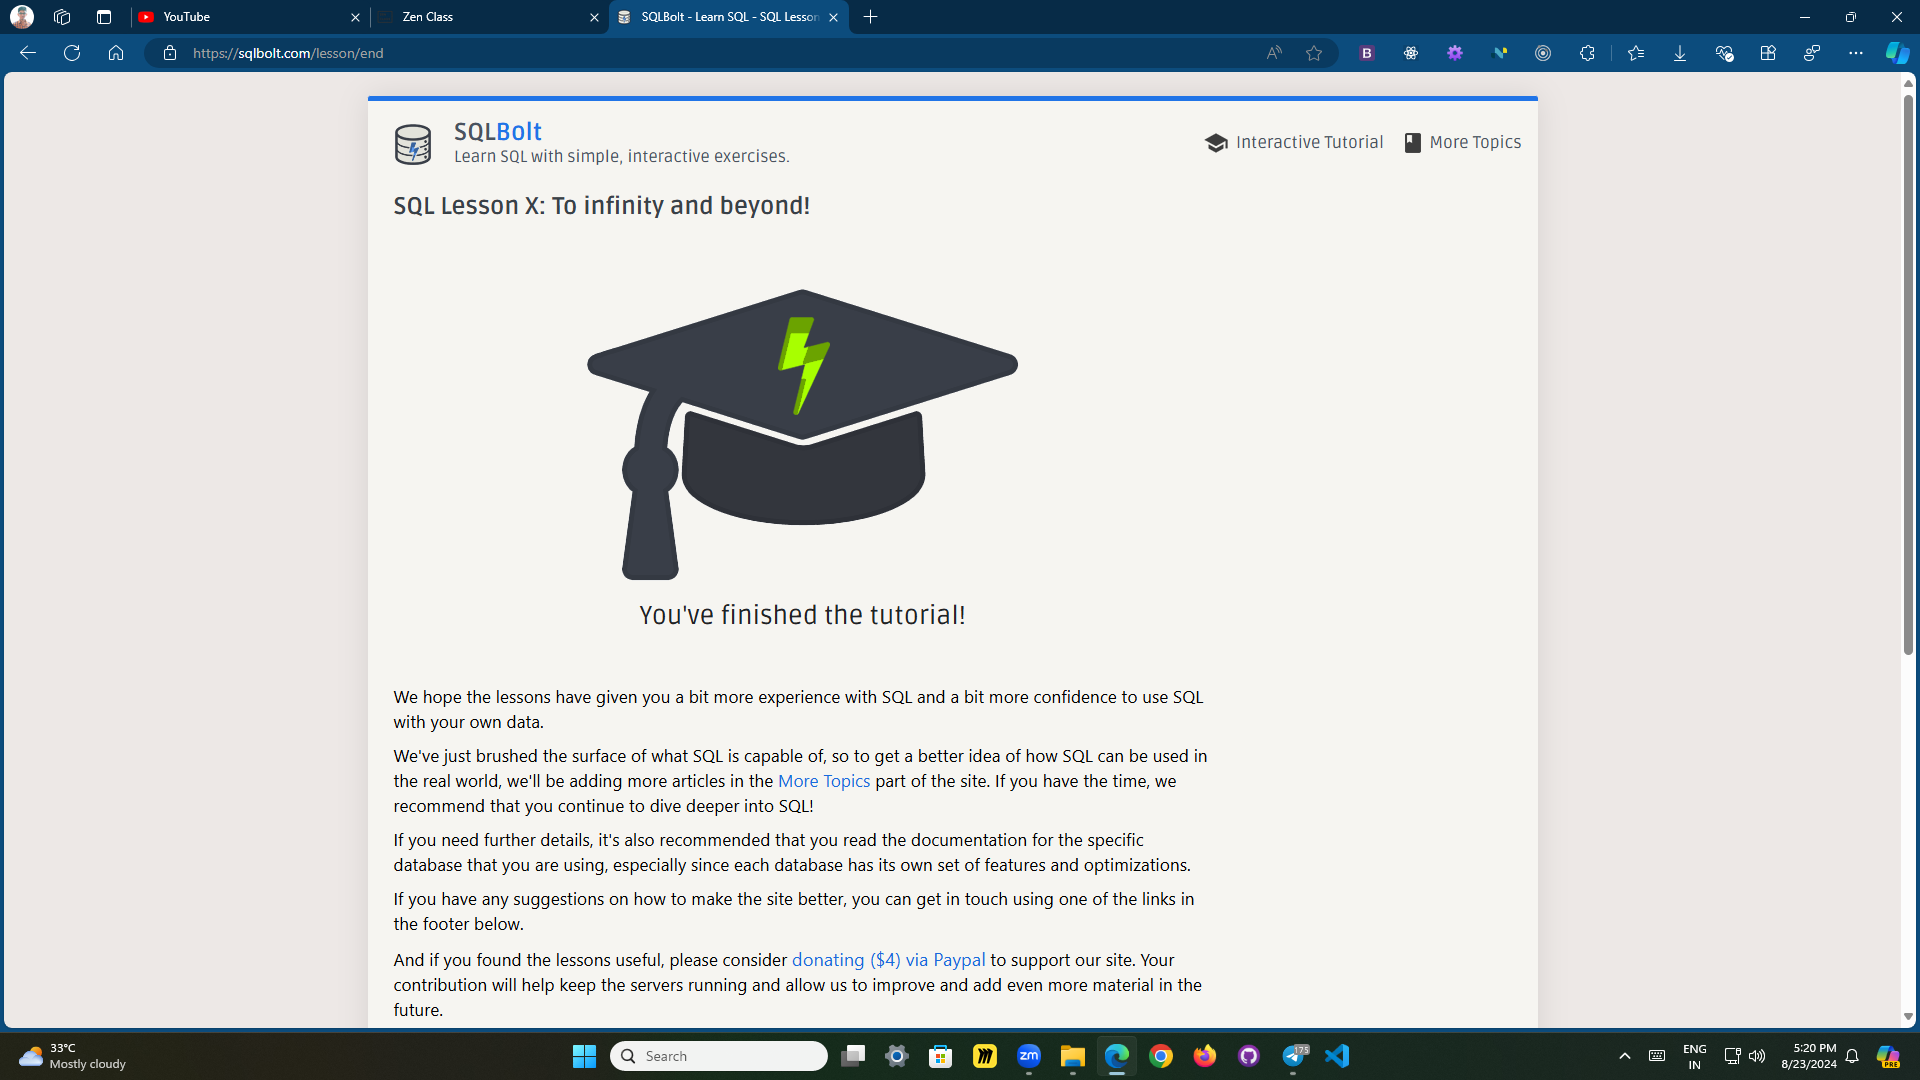 YouTube
Zen Class
SQLBolt - Learn SQL - SQL Lesson
https://sqlbolt.com/lesson/end
SQLBolt
Learn SQL with simple, interactive exercises.
Interactive Tutorial
More Topics
SQL Lesson X: To infinity and beyond!
You've finished the tutorial!
We hope the lessons have given you a bit more experience with SQL and a bit more confidence to use SQL
with your own data.
We've just brushed the surface of what SQL is capable of, so to get a better idea of how SQL can be used in
the real world, we'll be adding more articles in the More Topics part of the site. If you have the time, we
recommend that you continue to dive deeper into SQL!
If you need further details, it's also recommended that you read the documentation for the specific
database that you are using, especially since each database has its own set of features and optimizations.
If you have any suggestions on how to make the site better, you can get in touch using one of the links in
the footer below.
And if you found the lessons useful, please consider donating ($4) via Paypal to support our site. Your
contribution will help keep the servers running and allow us to improve and add even more material in the
future.
33°C
Mostly cloudy
Search
zm
175
ENG
IN
5:20 PM
8/23/2024
PRE